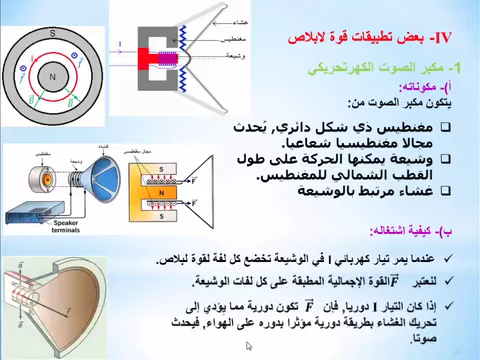 IV- بعض تطبيقات قوة لابلاص
1- مكبر الصوت الكهرتحريكي
أ)- مكوناته:
يتكون مكبر الصوت من:
مغنطيس ذي شكل دائري، يُحدث
مجالا مغنطيسيا شعاعيا.
وشيعة يمكنها الحركة على طول
القطب الشمالي للمغنطيس.
غشاء مرتبط بالوشيعة
ب)- كيفية اشتغاله:
عندما يمر تيار كهربائي I في الوشيعة تخضع كل لفة لقوة لابلاص.
لنعتبر F القوة الإجمالية المطبقة على كل لفات الوشيعة.
إذا كان التيار I دوريا، فإن F تكون دورية مما يؤدي إلى
تحريك الغشاء بطريقة دورية مؤثرا بدوره على الهواء، فيحدث
صوتا.
S
N
I
B
B
غشاء
مغنطيس
وشيعة
I
الغشاء
وشيعة
مغنطيس
Speaker
terminals
مجال مغنطيسي
S
N
S
F
F